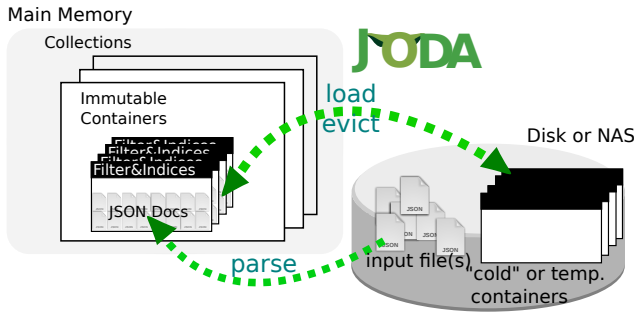 Main Memory
Collections
JODA
Immutable
Containers
load
evict
Filter&Indices
Filter&Indices
Filter&Indices
Filter&Indices
JSON Docs
parse
Disk or NAS
JSON
JSON
JSON
JSON
input file(s)
"cold" or temp.
containers